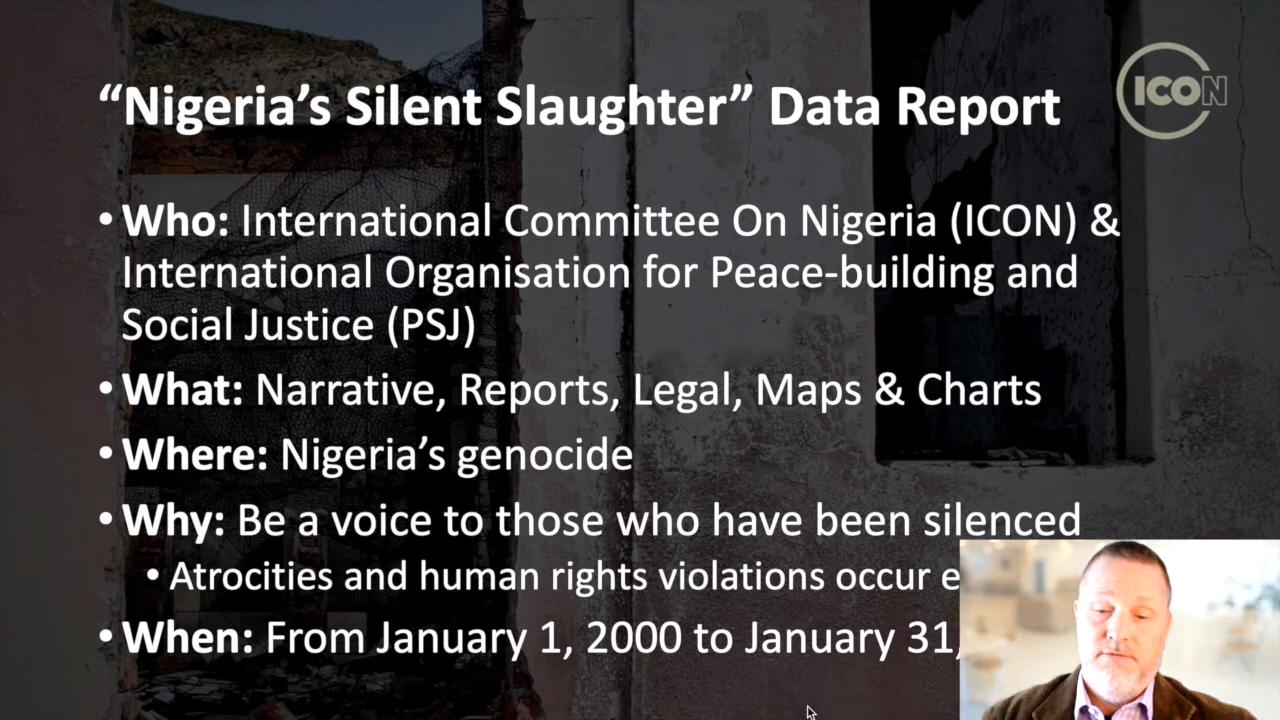 “Nigeria’s Silent Slaughter” Data Report
ICON
• Who: International Committee On Nigeria (ICON) &
International Organisation for Peace-building and
Social Justice (PSJ)
• What: Narrative, Reports, Legal, Maps & Charts
• Where: Nigeria’s genocide
• Why: Be a voice to those who have been silenced
• Atrocities and human rights violations occur
• When: From January 1, 2000 to January 31,